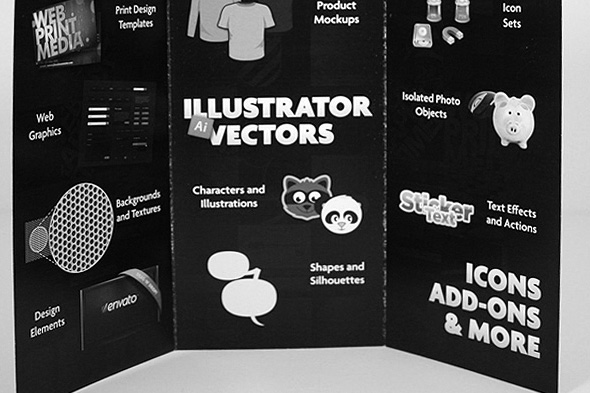 WEB
PRINT
MEDIA.
Print Design
Templates
Web
Graphics
Backgrounds
and Textures
Design
Elements
envato
Product
Mockups
ILLUSTRATOR
Ai
VECTORS
Characters and
Illustrations
Shapes and
Silhouettes
Icon
Sets
Isolated Photo
Objects
Sticker
Text
Text Effects
and Actions
ICONS
ADD-ONS
& MORE